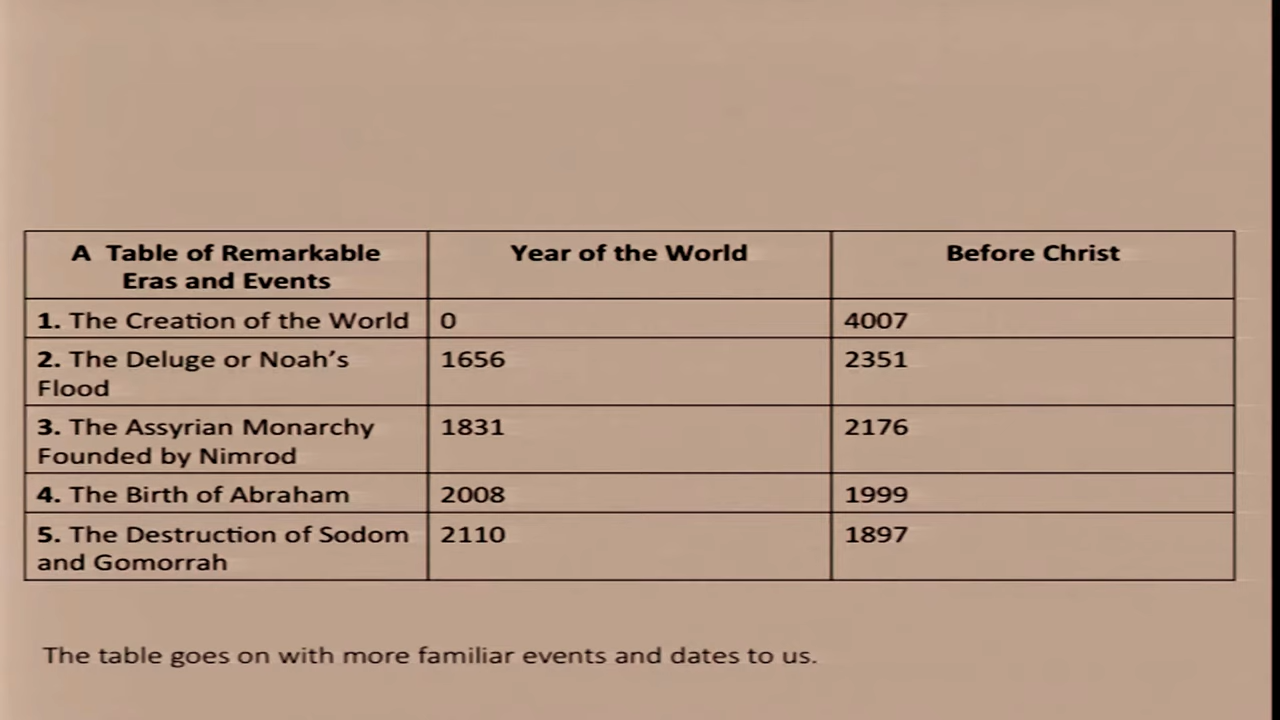 A Table of Remarkable
Eras and Events
Year of the World
Before Christ
1. The Creation of the World
0
4007
2. The Deluge or Noah's
Flood
1656
2351
3. The Assyrian Monarchy
Founded by Nimrod
1831
2176
4. The Birth of Abraham
2008
1999
5. The Destruction of Sodom
and Gomorrah
2110
1897
The table goes on with more familiar events and dates to us.